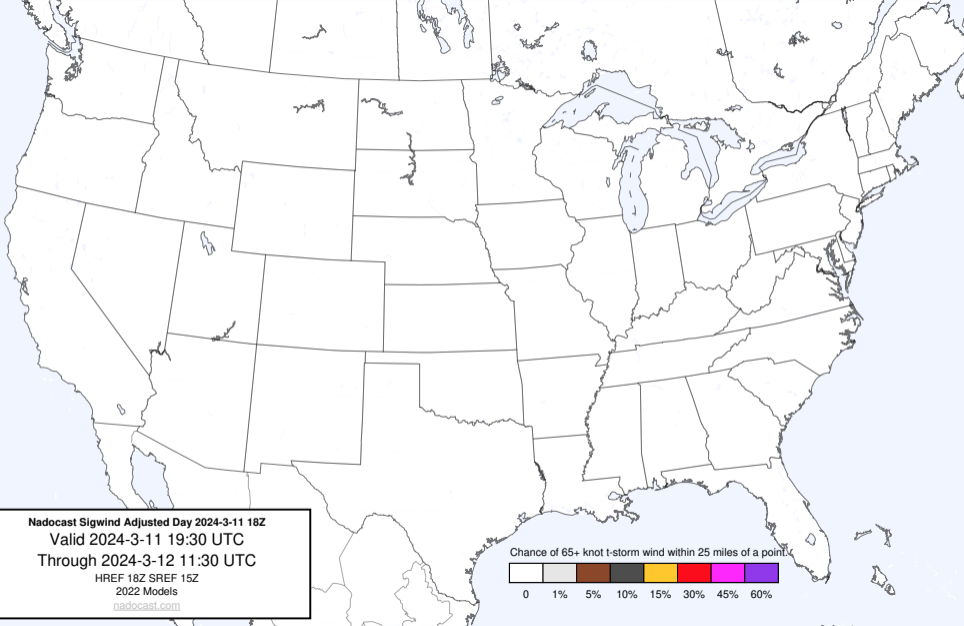 Nadocast Sigwind Adjusted Day 2024-3-11 18Z
Valid 2024-3-11 19:30 UTC
Through 2024-3-12 11:30 UTC
HREF 18Z SREF 15Z
2022 Models
nadocast.com
Chance of 65+ knot t-storm wind within 25 miles of a point.
0 1% 5% 10% 15% 30% 45% 60%